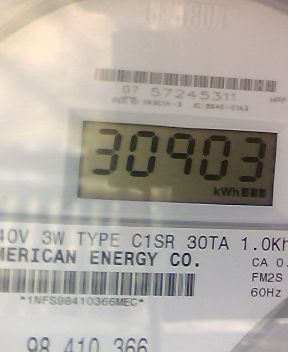 07 57245311
30903
kWh
40V 3W TYPE C1SR 30TA 1.0Kh
MERICAN ENERGY CO.
CA 0.
FM2S
60Hz
*1NFS98410366MEC*
98 410 366